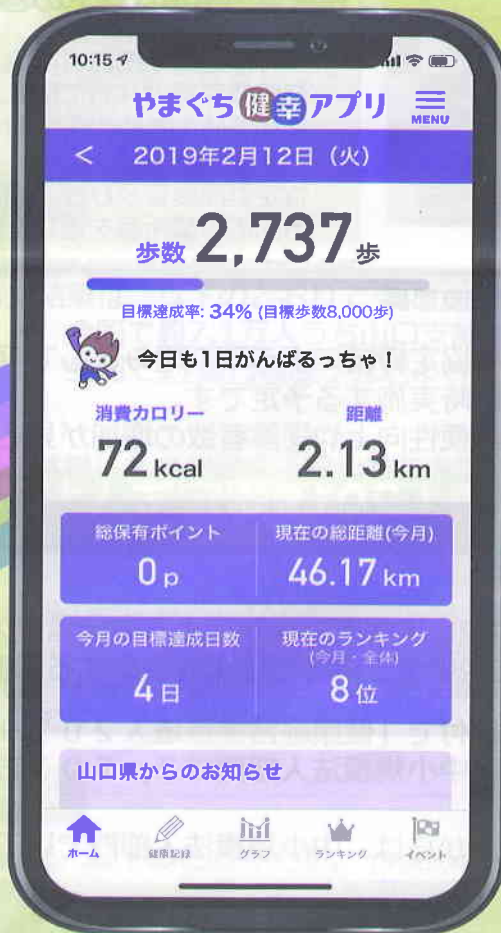 10:15
やまぐち健幸アプリ
MENU
< 2019年2月12日（火）
歩数 2,737 歩
目標達成率: 34% (目標歩数8,000歩)
今日も1日がんばるっちゃ！
消費カロリー 距離
72 kcal 2.13 km
総保有ポイント 現在の総距離(今月)
0 p 46.17 km
今月の目標達成日数 現在のランキング
(今月・全体)
4 日 8 位
山口県からのお知らせ
ホーム 健康記録 グラフ ランキング イベント